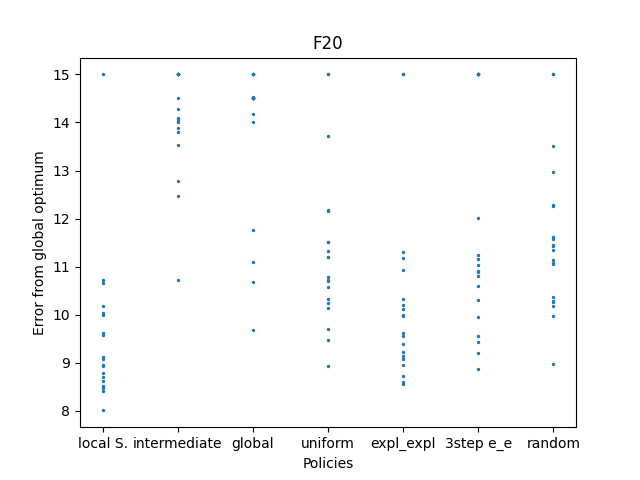 F20
Error from global optimum
15
14
13
12
11
10
9
8
local S. intermediate global uniform expl_expl 3step e_e random
Policies